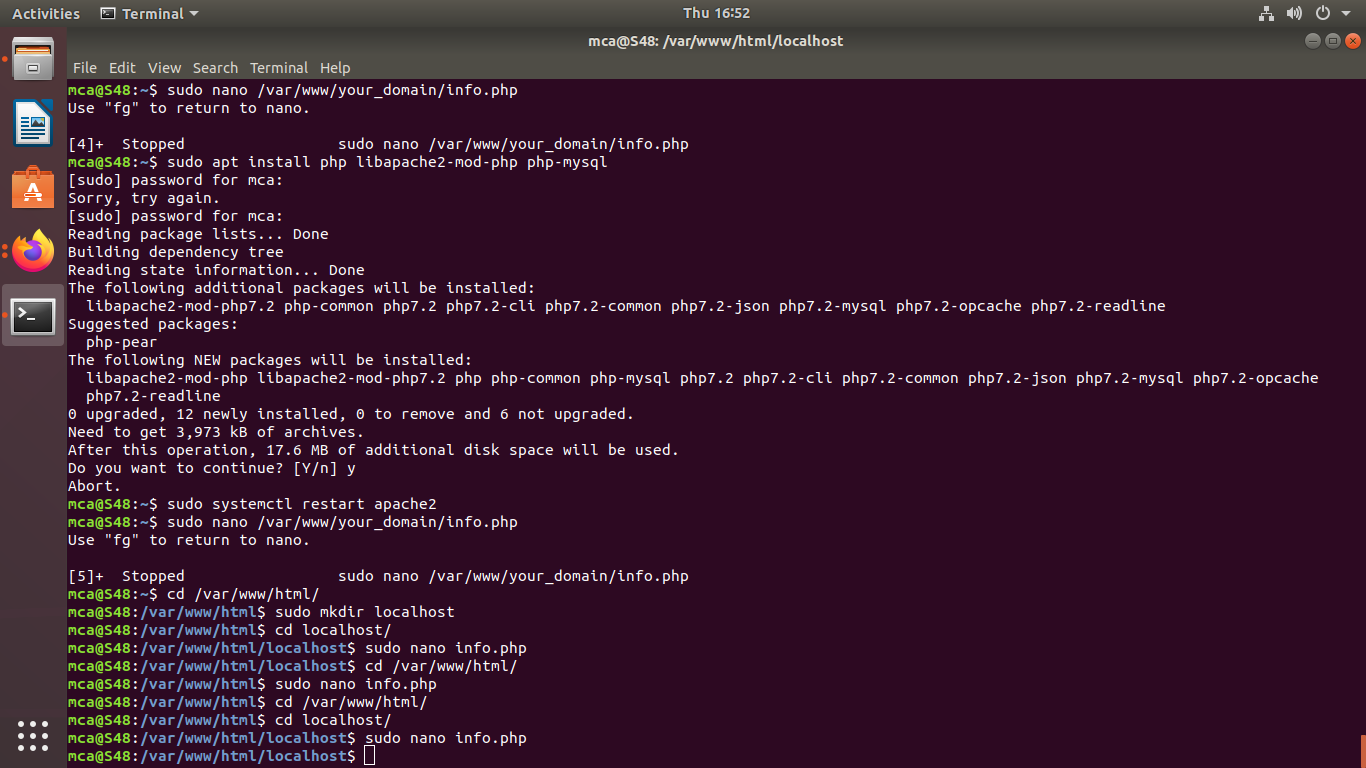 Activities Terminal Thu 16:52
mca@S48: /var/www/html/localhost
File Edit View Search Terminal Help
mca@S48:~$ sudo nano /var/www/your_domain/info.php
Use "fg" to return to nano.
[4]+  Stopped                 sudo nano /var/www/your_domain/info.php
mca@S48:~$ sudo apt install php libapache2-mod-php php-mysql
[sudo] password for mca:
Sorry, try again.
[sudo] password for mca:
Reading package lists... Done
Building dependency tree
Reading state information... Done
The following additional packages will be installed:
  libapache2-mod-php7.2 php-common php7.2 php7.2-cli php7.2-common php7.2-json php7.2-mysql php7.2-opcache php7.2-readline
Suggested packages:
  php-pear
The following NEW packages will be installed:
  libapache2-mod-php libapache2-mod-php7.2 php php-common php-mysql php7.2 php7.2-cli php7.2-common php7.2-json php7.2-mysql php7.2-opcache
  php7.2-readline
0 upgraded, 12 newly installed, 0 to remove and 6 not upgraded.
Need to get 3,973 kB of archives.
After this operation, 17.6 MB of additional disk space will be used.
Do you want to continue? [Y/n] y
Abort.
mca@S48:~$ sudo systemctl restart apache2
mca@S48:~$ sudo nano /var/www/your_domain/info.php
Use "fg" to return to nano.
[5]+  Stopped                 sudo nano /var/www/your_domain/info.php
mca@S48:~$ cd /var/www/html/
mca@S48:/var/www/html$ sudo mkdir localhost
mca@S48:/var/www/html$ cd localhost/
mca@S48:/var/www/html/localhost$ sudo nano info.php
mca@S48:/var/www/html/localhost$ cd /var/www/html/
mca@S48:/var/www/html$ sudo nano info.php
mca@S48:/var/www/html$ cd /var/www/html/
mca@S48:/var/www/html$ cd localhost/
mca@S48:/var/www/html/localhost$ sudo nano info.php
mca@S48:/var/www/html/localhost$